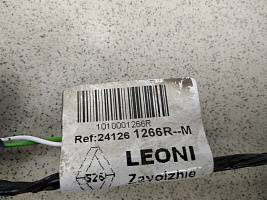 1010001266R
Ref:24126 1266R--M
LEONI
S26
Zavolzhie